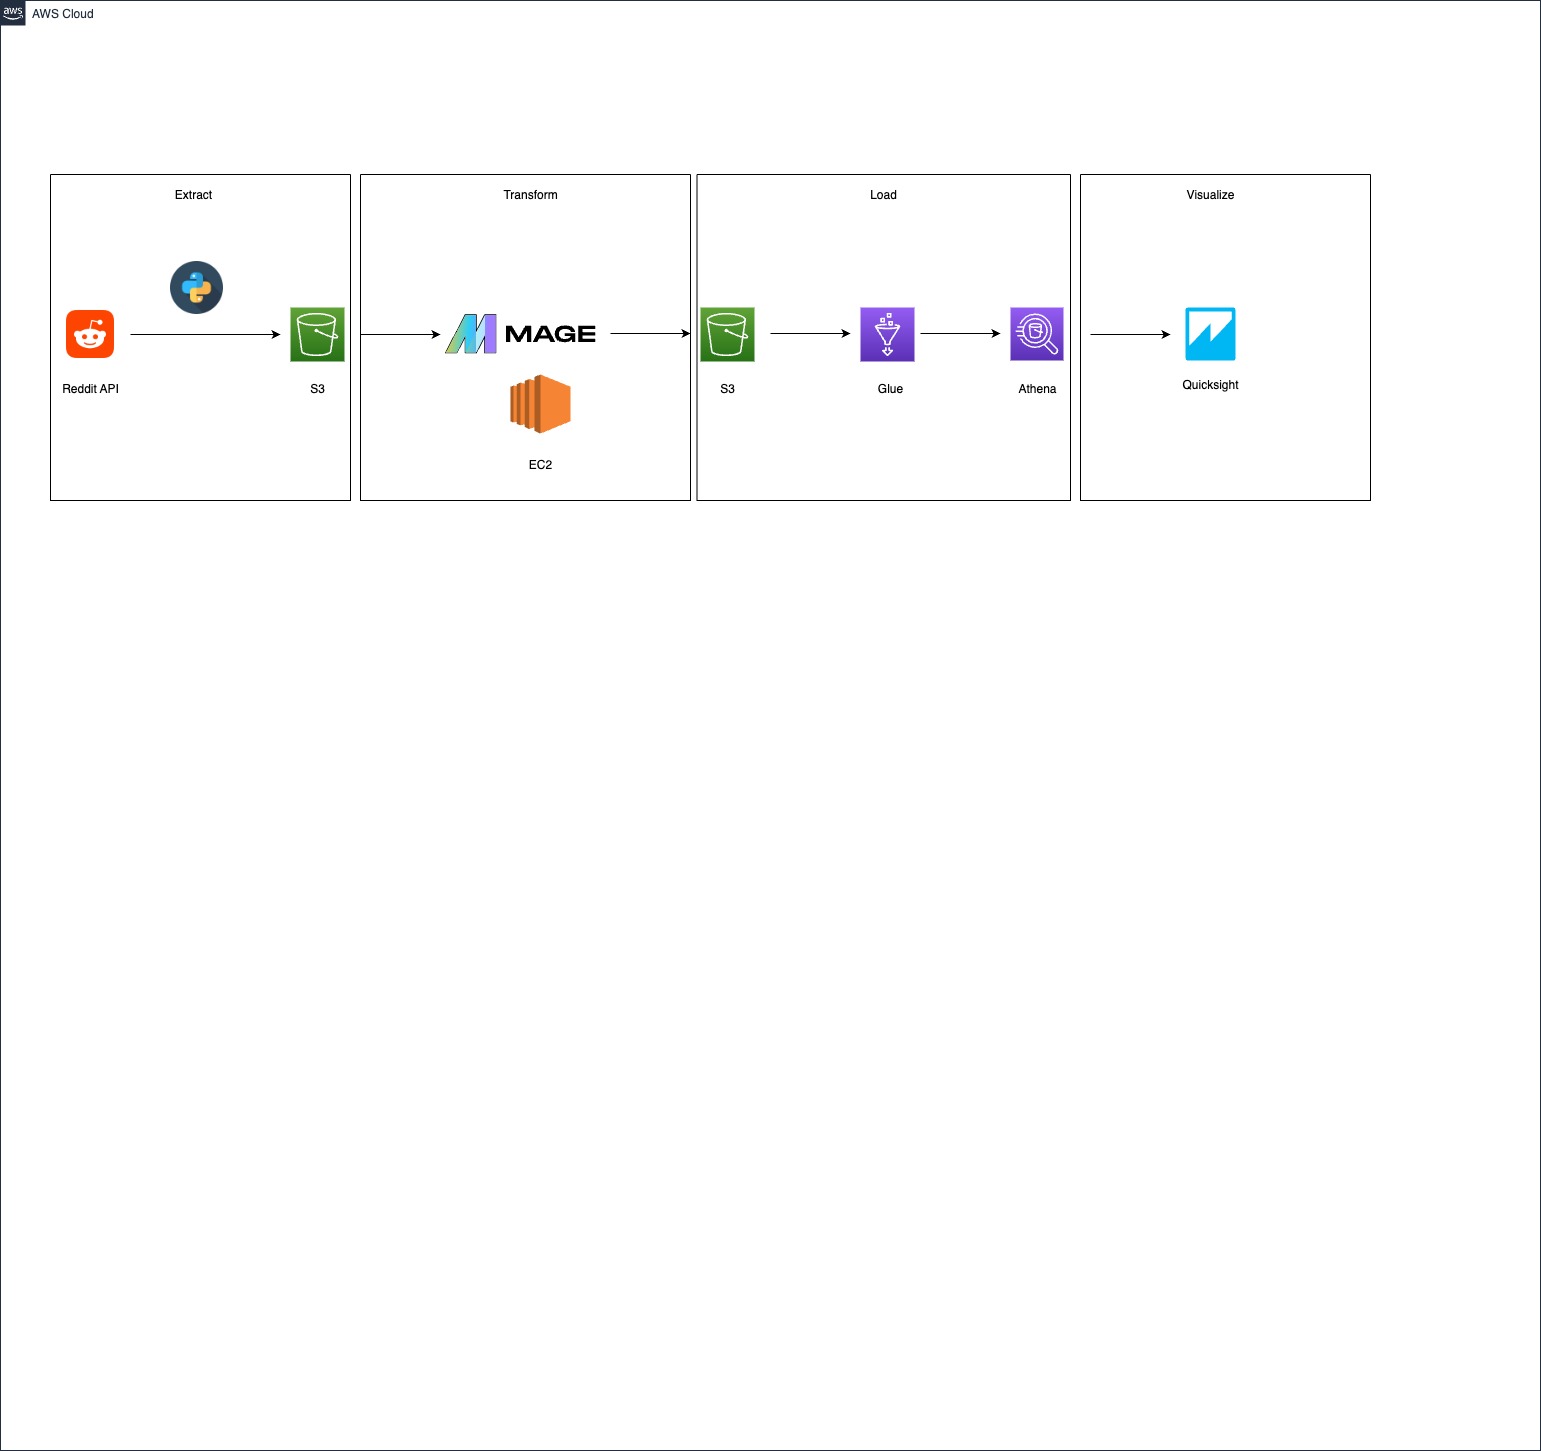 aws
AWS Cloud
Extract
Transform
Load
Visualize
MAGE
Reddit API
S3
EC2
S3
Glue
Athena
Quicksight